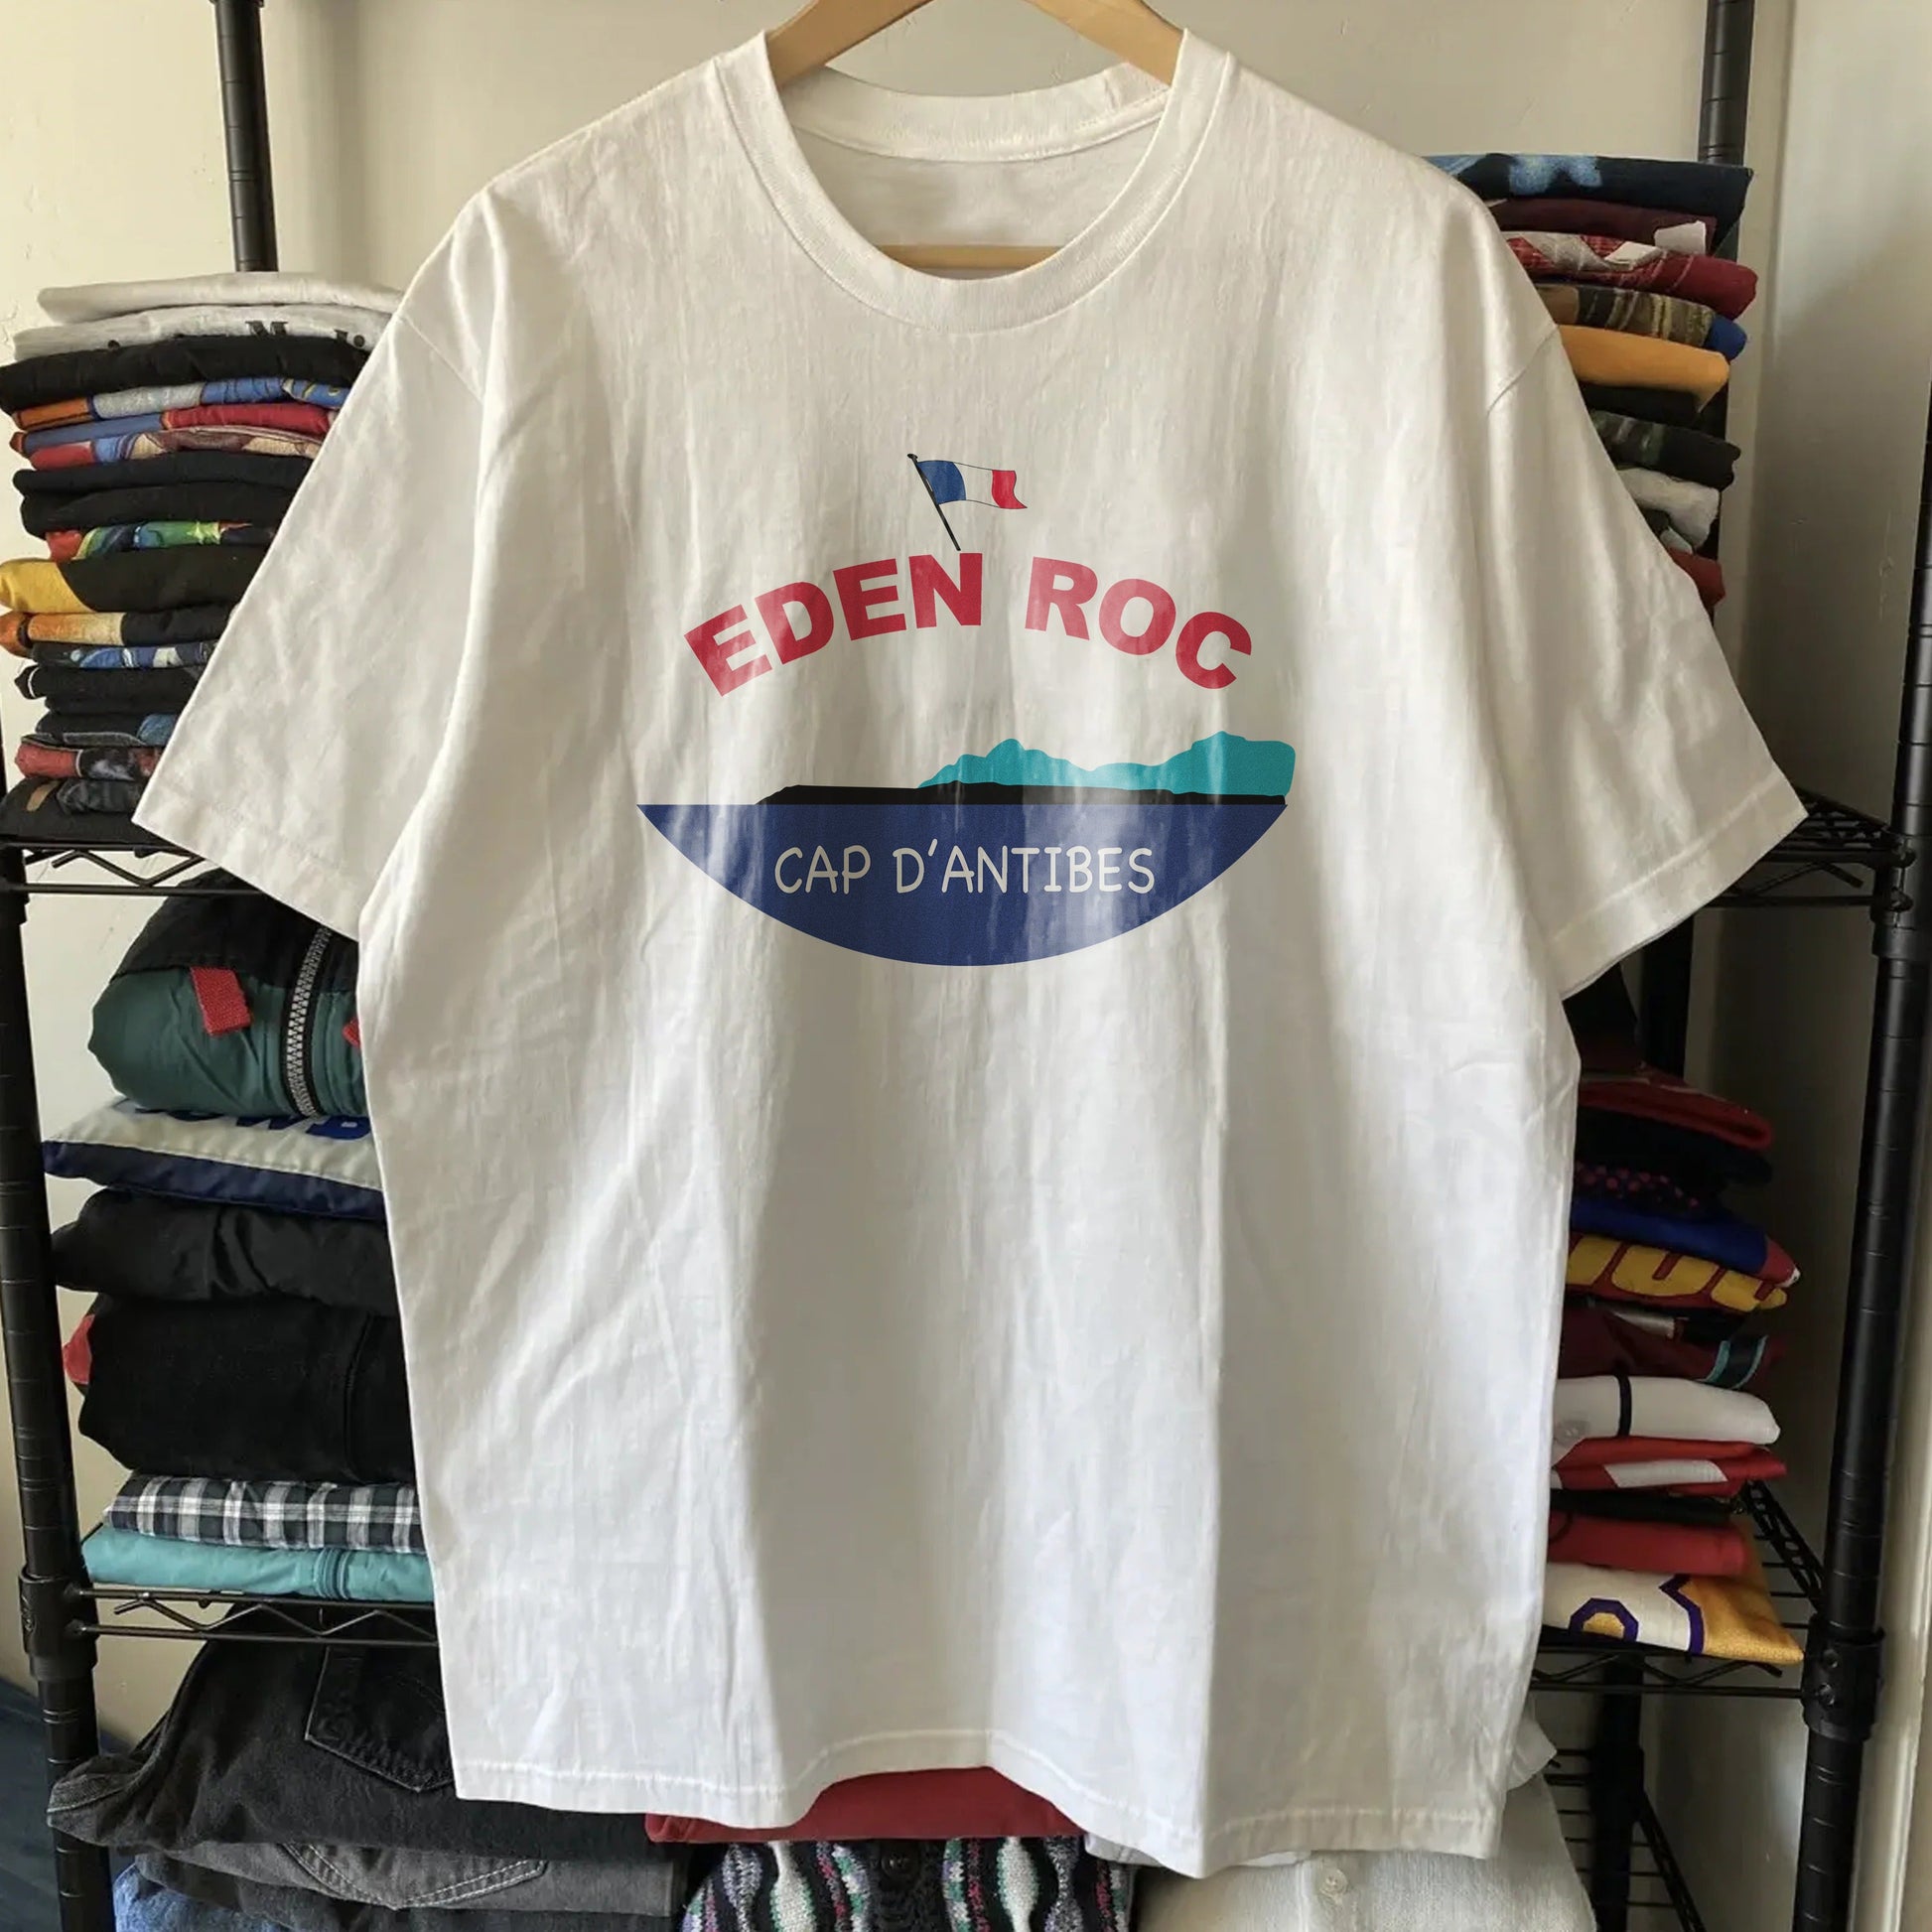 EDEN ROC
CAP D'ANTIBES